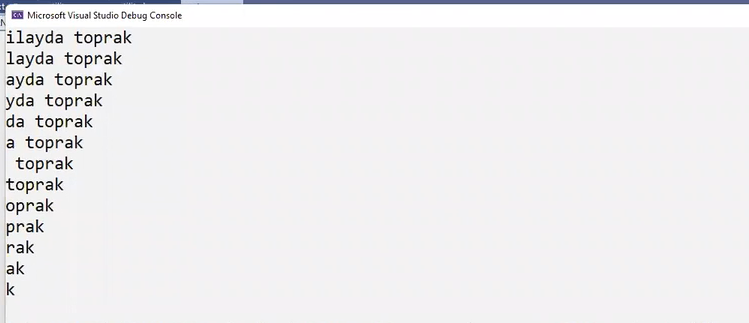 Microsoft Visual Studio Debug Console
ilayda toprak
layda toprak
ayda toprak
yda toprak
da toprak
a toprak
 toprak
toprak
oprak
prak
rak
ak
k